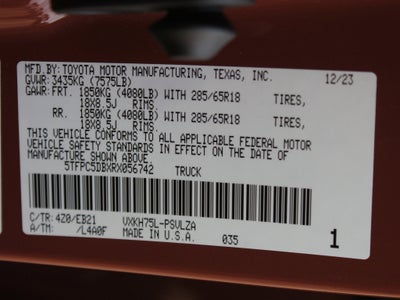 MFD.BY:TOYOTA MOTOR MANUFACTURING, TEXAS, INC. 12/23
GVWR: 3435KG (7575LB)
GAWR: FRT. 1850KG (4080LB) WITH 285/65R18 TIRES,
18X8.5J RIMS.
RR. 1850KG (4080LB) WITH 285/65R18 TIRES,
18X8.5J RIMS.
THIS VEHICLE CONFORMS TO ALL APPLICABLE FEDERAL MOTOR
VEHICLE SAFETY STANDARDS IN EFFECT ON THE DATE OF
MANUFACTURE SHOWN ABOVE.
5TFPC5DBXRX056742 TRUCK
C/TR: 4Z0/EB21 VXKH75L-PSVLZA
A/TM: /L4A0F MADE IN U.S.A. 035 1